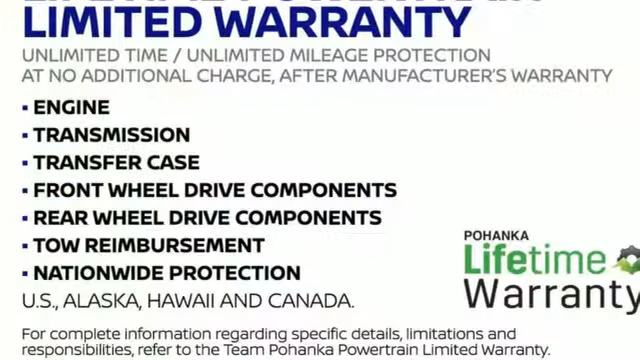 LIMITED WARRANTY
UNLIMITED TIME / UNLIMITED MILEAGE PROTECTION
AT NO ADDITIONAL CHARGE, AFTER MANUFACTURER'S WARRANTY
▪ ENGINE
▪ TRANSMISSION
▪ TRANSFER CASE
▪ FRONT WHEEL DRIVE COMPONENTS
▪ REAR WHEEL DRIVE COMPONENTS
▪ TOW REIMBURSEMENT
▪ NATIONWIDE PROTECTION
U.S., ALASKA, HAWAII AND CANADA.
POHANKA
Lifetime
Warranty
For complete information regarding specific details, limitations and
responsibilities, refer to the Team Pohanka Powertrain Limited Warranty.